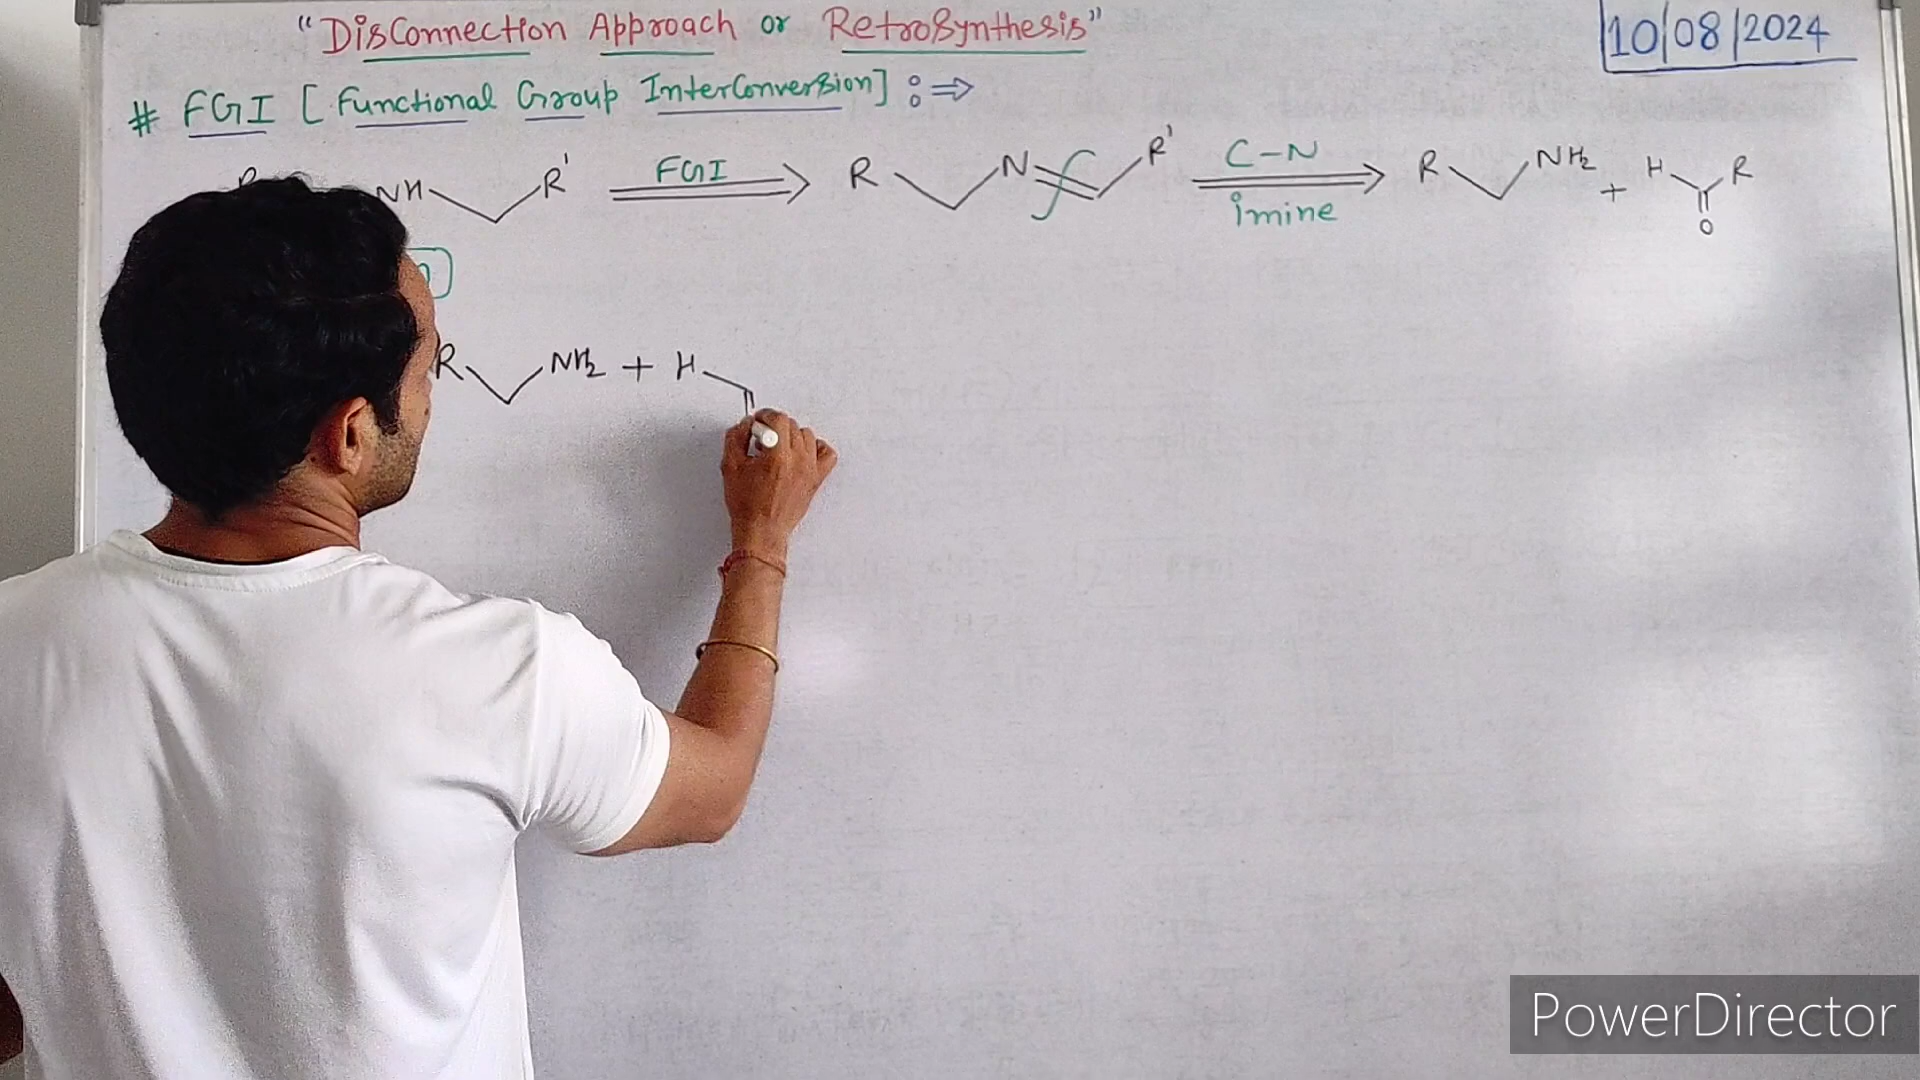 "Disconnection Approach or Retrosynthesis"
10/08/2024
# FGI [Functional Group InterConversion] :⇒
R NH R' FGI R N R' C-N imine R NH2 + H O R
R NH2 + H
PowerDirector